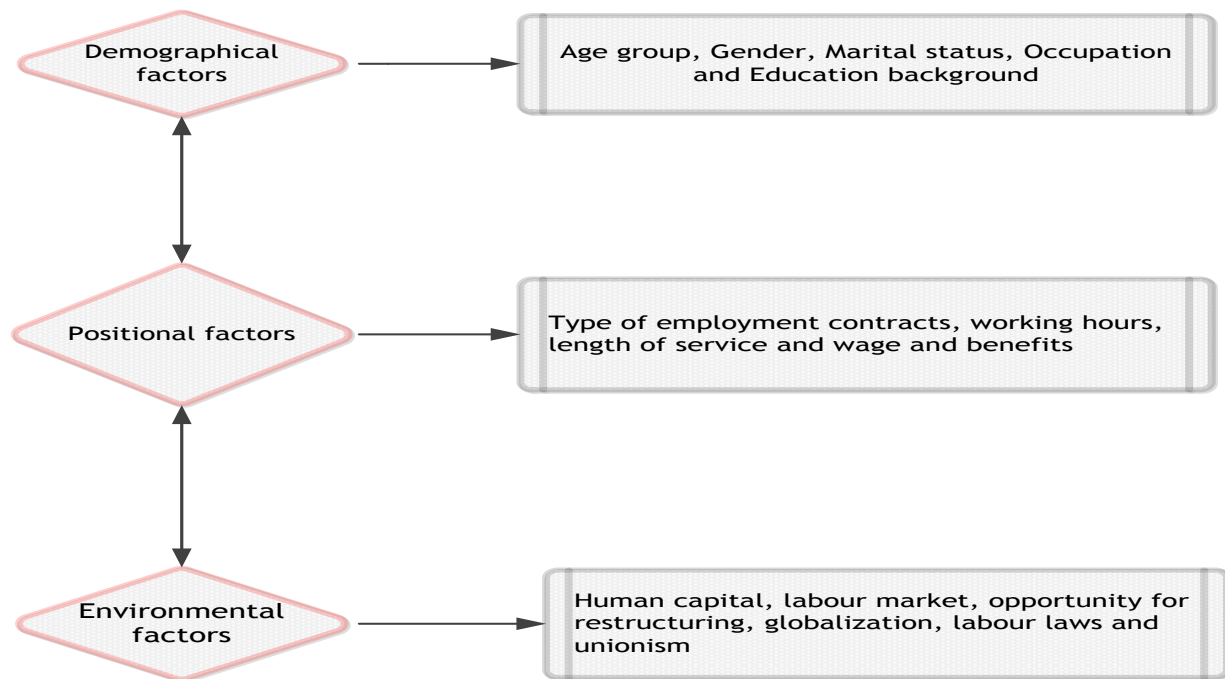 Demographical
factors
Age group, Gender, Marital status, Occupation
and Education background
Positional factors
Type of employment contracts, working hours,
length of service and wage and benefits
Environmental
factors
Human capital, labour market, opportunity for
restructuring, globalization, labour laws and
unionism